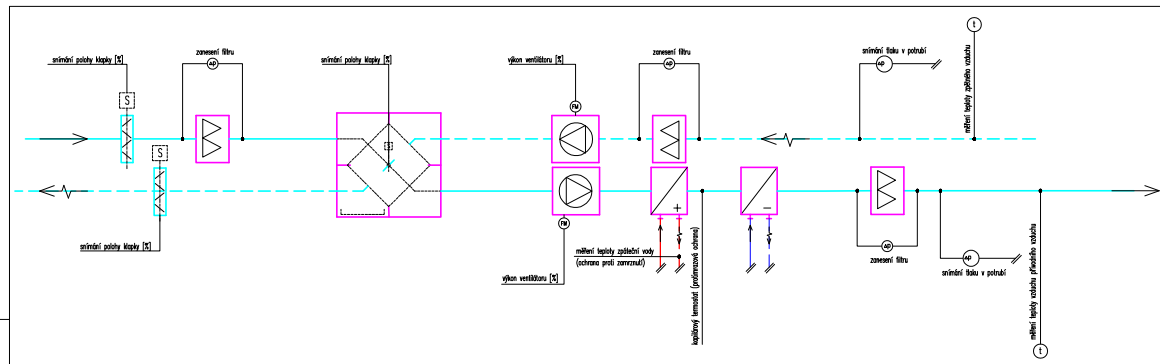 t
snímání polohy klapky [%]
zanesení filtru
snímání polohy klapky [%]
výkon ventilátoru [%]
zanesení filtru
snímání tlaku v potrubí
měření teploty zpětného vzduchu
Δp
Δp
Δp
S
FM
S
S
FM
+
−
měření teploty zpáteční vody
(ochrana proti zamrznutí)
výkon ventilátoru [%]
snímání polohy klapky [%]
kapilárový termostat (protimrazová ochrana)
Δp
zanesení filtru
Δp
snímání tlaku v potrubí
měření teploty vzduchu přívodního vzduchu
t